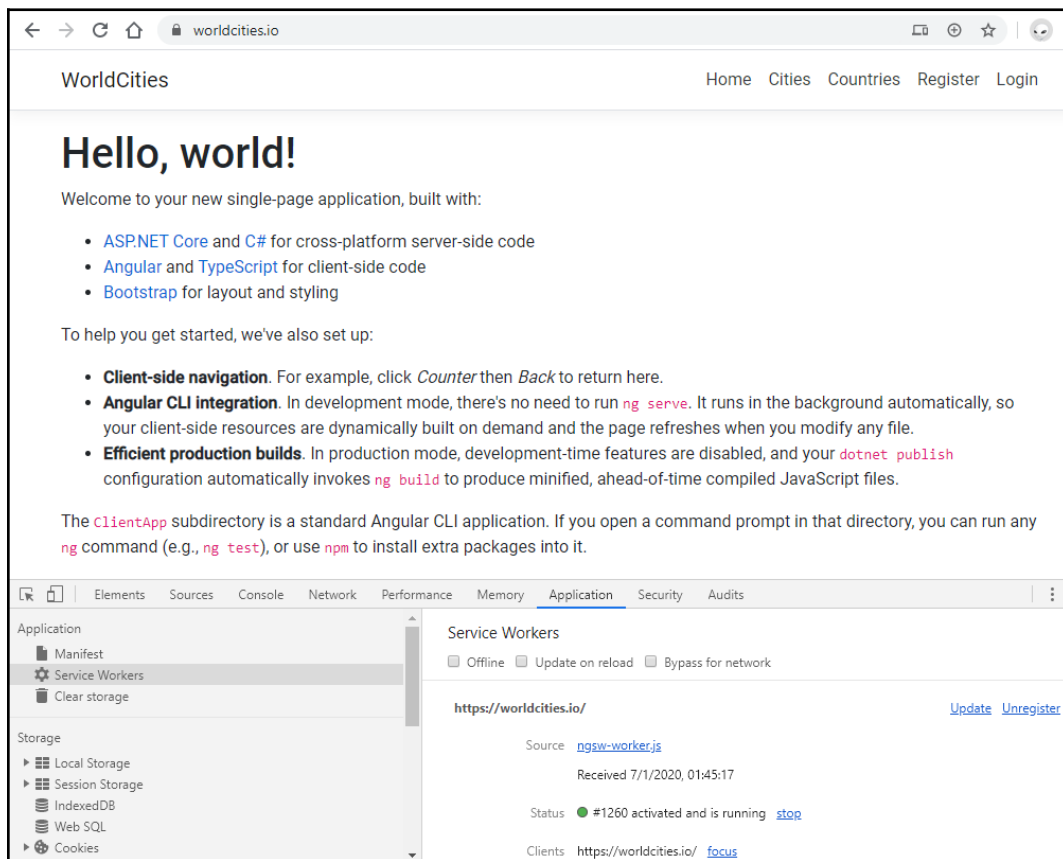 worldcities.io
WorldCities
Home Cities Countries Register Login
Hello, world!
Welcome to your new single-page application, built with:
• ASP.NET Core and C# for cross-platform server-side code
• Angular and TypeScript for client-side code
• Bootstrap for layout and styling
To help you get started, we've also set up:
• Client-side navigation. For example, click Counter then Back to return here.
• Angular CLI integration. In development mode, there's no need to run ng serve. It runs in the background automatically, so
your client-side resources are dynamically built on demand and the page refreshes when you modify any file.
• Efficient production builds. In production mode, development-time features are disabled, and your dotnet publish
configuration automatically invokes ng build to produce minified, ahead-of-time compiled JavaScript files.
The ClientApp subdirectory is a standard Angular CLI application. If you open a command prompt in that directory, you can run any
ng command (e.g., ng test), or use npm to install extra packages into it.
Elements Sources Console Network Performance Memory Application Security Audits
Application
Manifest
Service Workers
Clear storage
Storage
Local Storage
Session Storage
IndexedDB
Web SQL
Cookies
Service Workers
Offline Update on reload Bypass for network
https://worldcities.io/ Update Unregister
Source ngsw-worker.js
Received 7/1/2020, 01:45:17
Status #1260 activated and is running stop
Clients https://worldcities.io/ focus